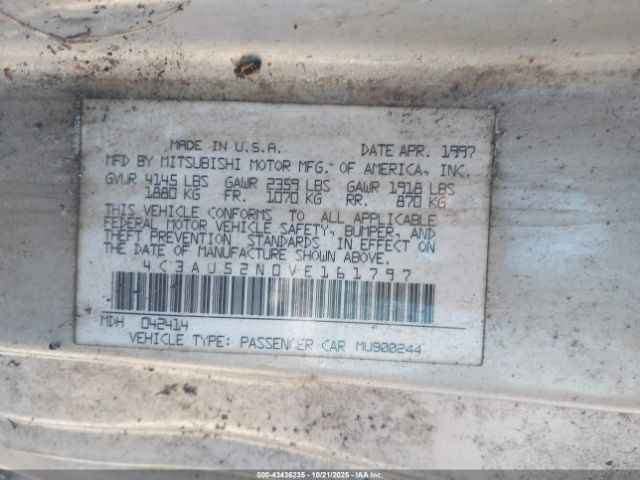 MADE IN U.S.A. DATE APR. 1997
MFD BY MITSUBISHI MOTOR MFG. OF AMERICA, INC.
GVWR 4145 LBS GAWR 2359 LBS GAWR 1918 LBS
1880 KG FR. 1070 KG RR. 870 KG
THIS VEHICLE CONFORMS TO ALL APPLICABLE
FEDERAL MOTOR VEHICLE SAFETY, BUMPER, AND
THEFT PREVENTION STANDARDS IN EFFECT ON
THE DATE OF MANUFACTURE SHOWN ABOVE.
4C3AU52N0VE161797
MDH 042414
VEHICLE TYPE: PASSENGER CAR MU900244
000-43436235 - 10/21/2025 - IAAI.COM